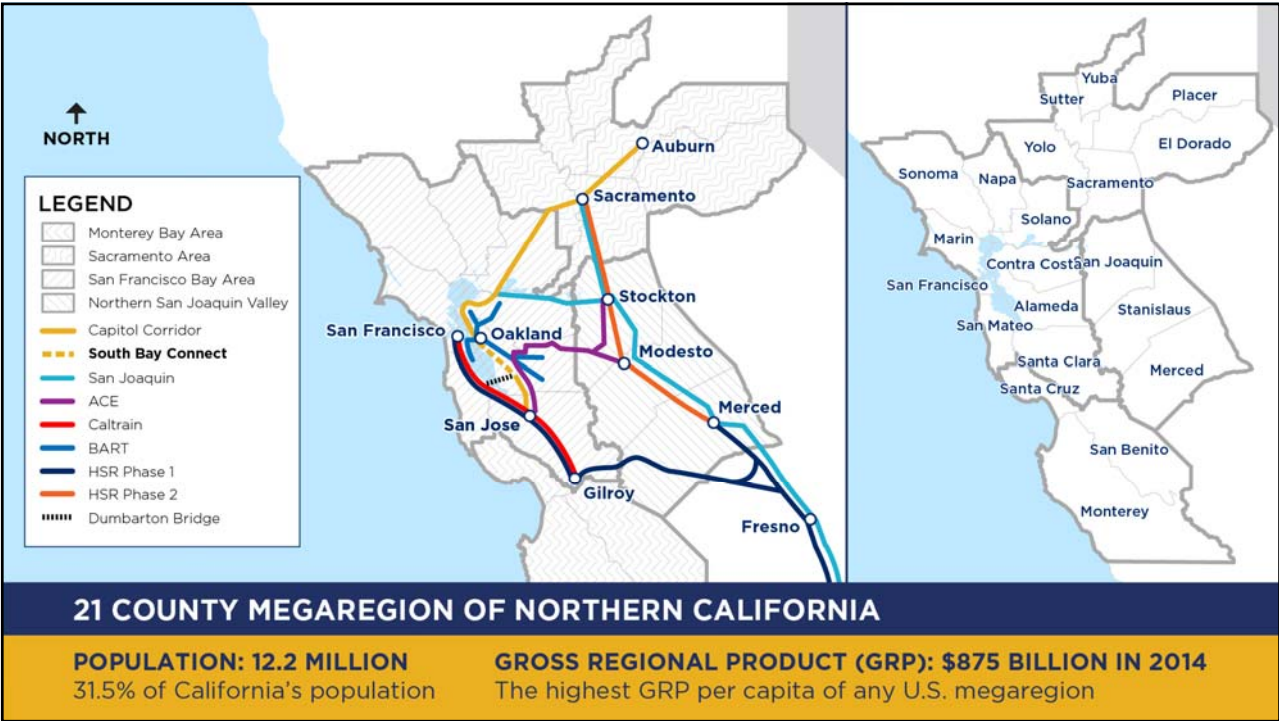 NORTH
LEGEND
Monterey Bay Area
Sacramento Area
San Francisco Bay Area
Northern San Joaquin Valley
Capitol Corridor
South Bay Connect
San Joaquin
ACE
Caltrain
BART
HSR Phase 1
HSR Phase 2
Dumbarton Bridge
Auburn
Sacramento
Stockton
San Francisco
Oakland
Modesto
Merced
San Jose
Gilroy
Fresno
Yuba
Sutter
Placer
Yolo
El Dorado
Sonoma
Napa
Sacramento
Solano
Marin
Contra Costa
San Joaquin
San Francisco
Alameda
Stanislaus
San Mateo
Santa Clara
Merced
Santa Cruz
San Benito
Monterey
21 COUNTY MEGAREGION OF NORTHERN CALIFORNIA
POPULATION: 12.2 MILLION
31.5% of California's population
GROSS REGIONAL PRODUCT (GRP): $875 BILLION IN 2014
The highest GRP per capita of any U.S. megaregion